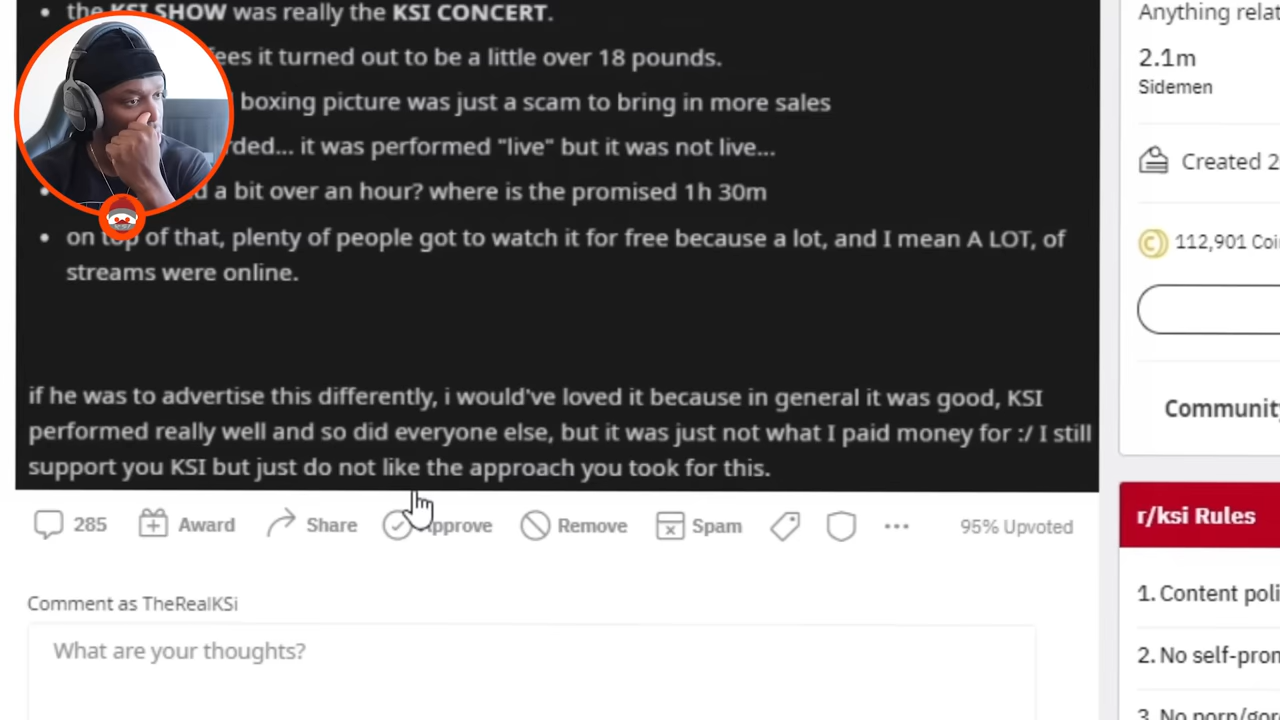 the KSI SHOW was really the KSI CONCERT.
fees it turned out to be a little over 18 pounds.
boxing picture was just a scam to bring in more sales
rded... it was performed "live" but it was not live...
d a bit over an hour? where is the promised 1h 30m
on top of that, plenty of people got to watch it for free because a lot, and I mean A LOT, of
streams were online.
if he was to advertise this differently, i would've loved it because in general it was good, KSI
performed really well and so did everyone else, but it was just not what I paid money for :/ I still
support you KSI but just do not like the approach you took for this.
285 Award Share Approve Remove Spam 95% Upvoted
Comment as TheRealKSi
What are your thoughts?
Anything relat
2.1m
Sidemen
Created 2
112,901 Coi
Community
r/ksi Rules
1. Content poli
2. No self-pron
3. No porn/gor